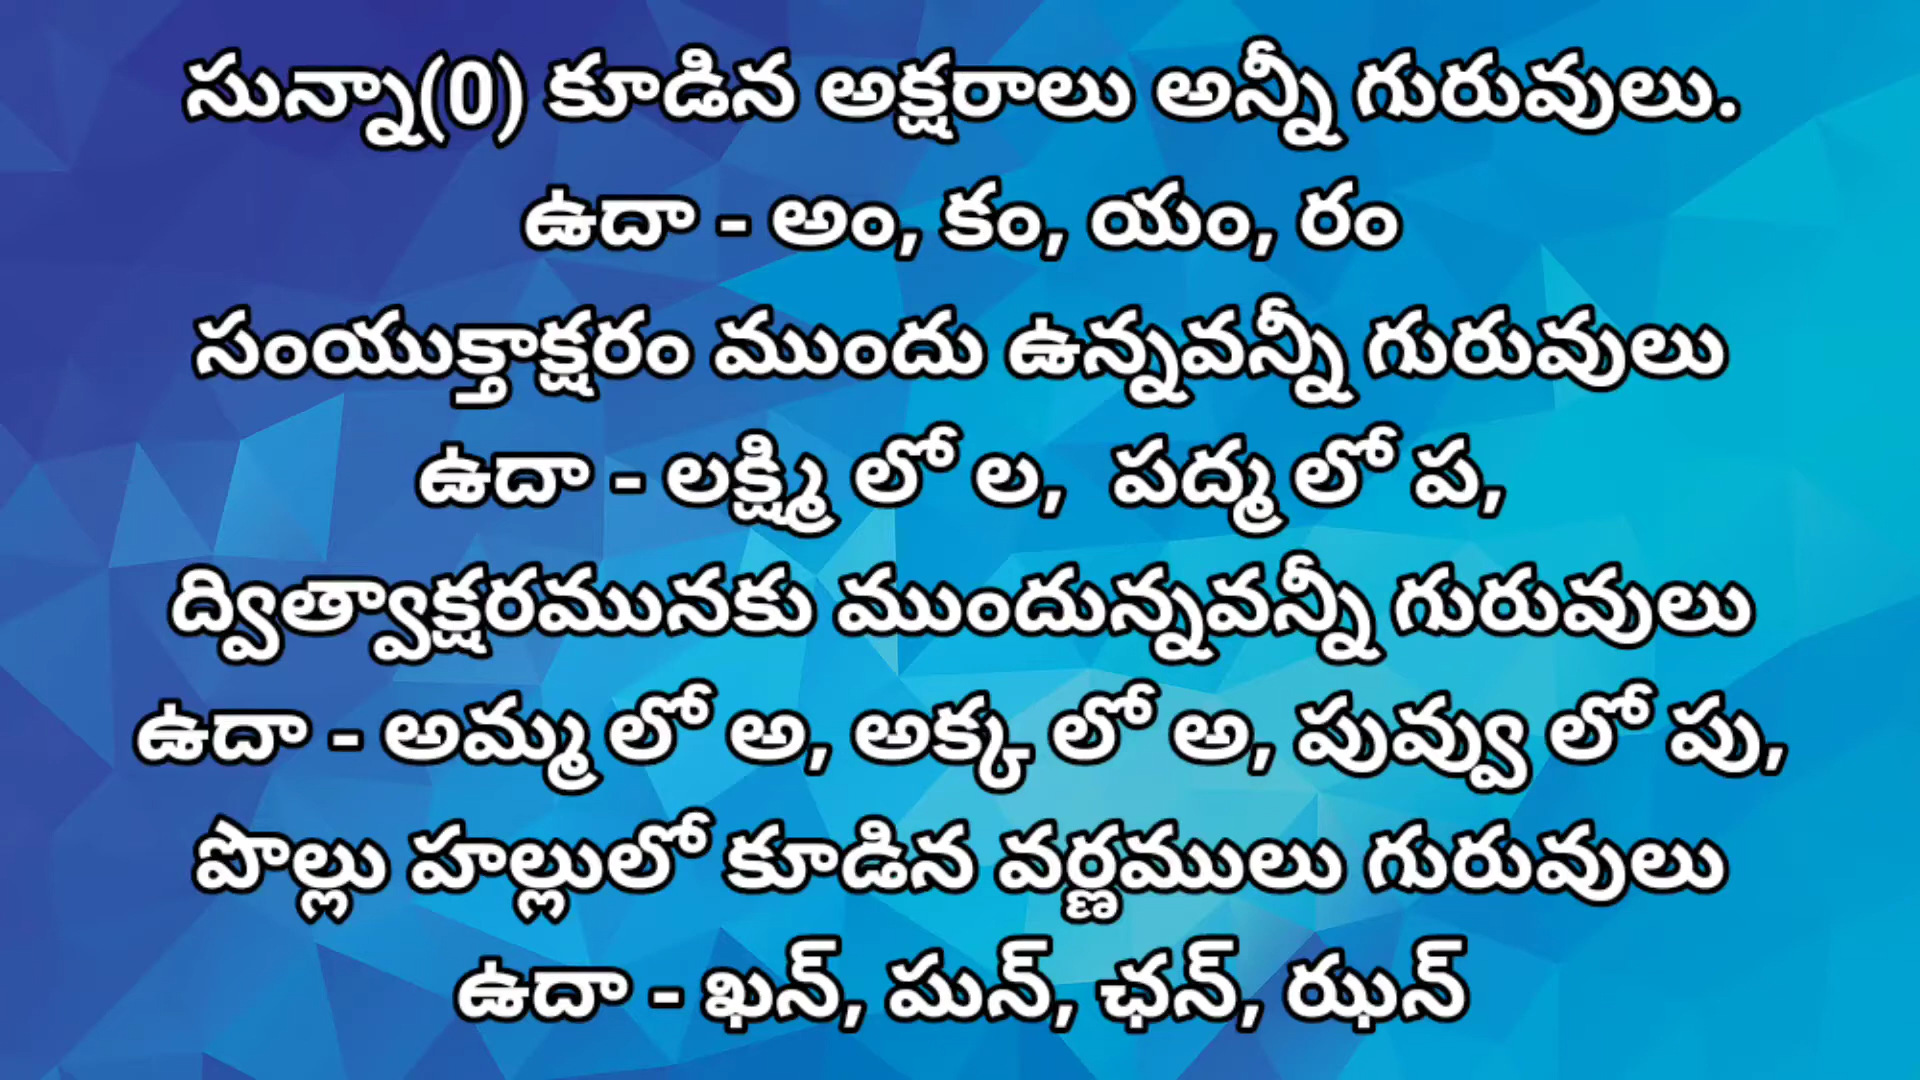 సున్నా(0) కూడిన అక్షరాలు అన్నీ గురువులు.
ఉదా - అం, కం, యం, రం
సంయుక్తాక్షరం ముందు ఉన్నవన్నీ గురువులు
ఉదా - లక్ష్మి లో ల,  పద్మ లో ప,
ద్విత్వాక్షరమునకు ముందున్నవన్నీ గురువులు
ఉదా - అమ్మ లో అ, అక్క లో అ, పువ్వు లో పు,
పొల్లు హల్లులో కూడిన వర్ణములు గురువులు
ఉదా - ఖన్, ఘన్, ఛన్, ఝన్